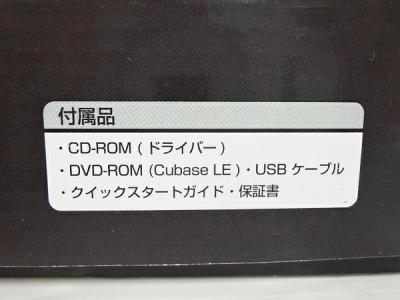 付属品
・CD-ROM ( ドライバー )
・DVD-ROM (Cubase LE )・USB ケーブル
・クイックスタートガイド・保証書